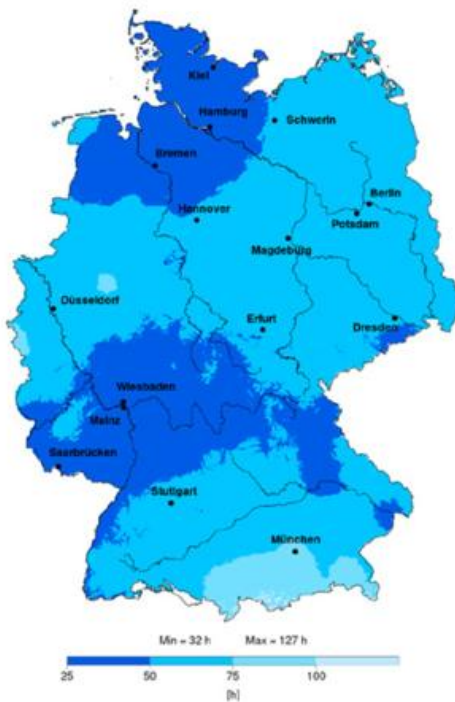 Kiel
Hamburg
Schwerin
Bremen
Berlin
Hannover
Potsdam
Magdeburg
Düsseldorf
Erfurt
Dresden
Wiesbaden
Mainz
Saarbrücken
Stuttgart
München
Min = 32 h Max = 127 h
25 50 75 100
[h]